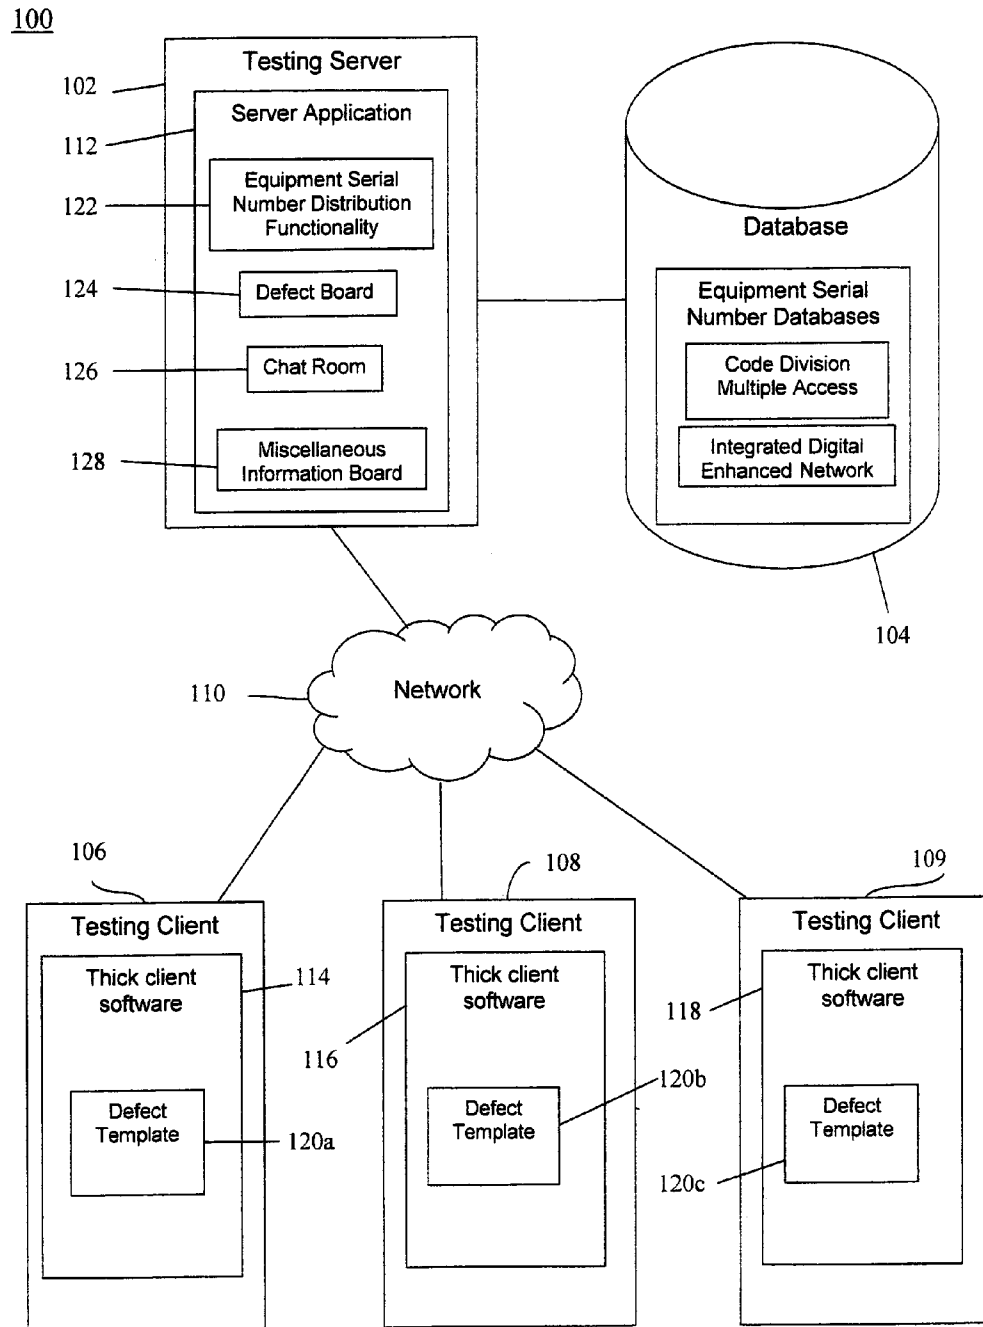 100
Testing Server
102
Server Application
112
Equipment Serial
Number Distribution
Functionality
122
Defect Board
124
Chat Room
126
Miscellaneous
Information Board
128
Database
Equipment Serial
Number Databases
Code Division
Multiple Access
Integrated Digital
Enhanced Network
104
Network
110
106
Testing Client
Thick client
software
114
Defect
Template
120a
108
Testing Client
Thick client
software
116
Defect
Template
120b
109
Testing Client
Thick client
software
118
Defect
Template
120c